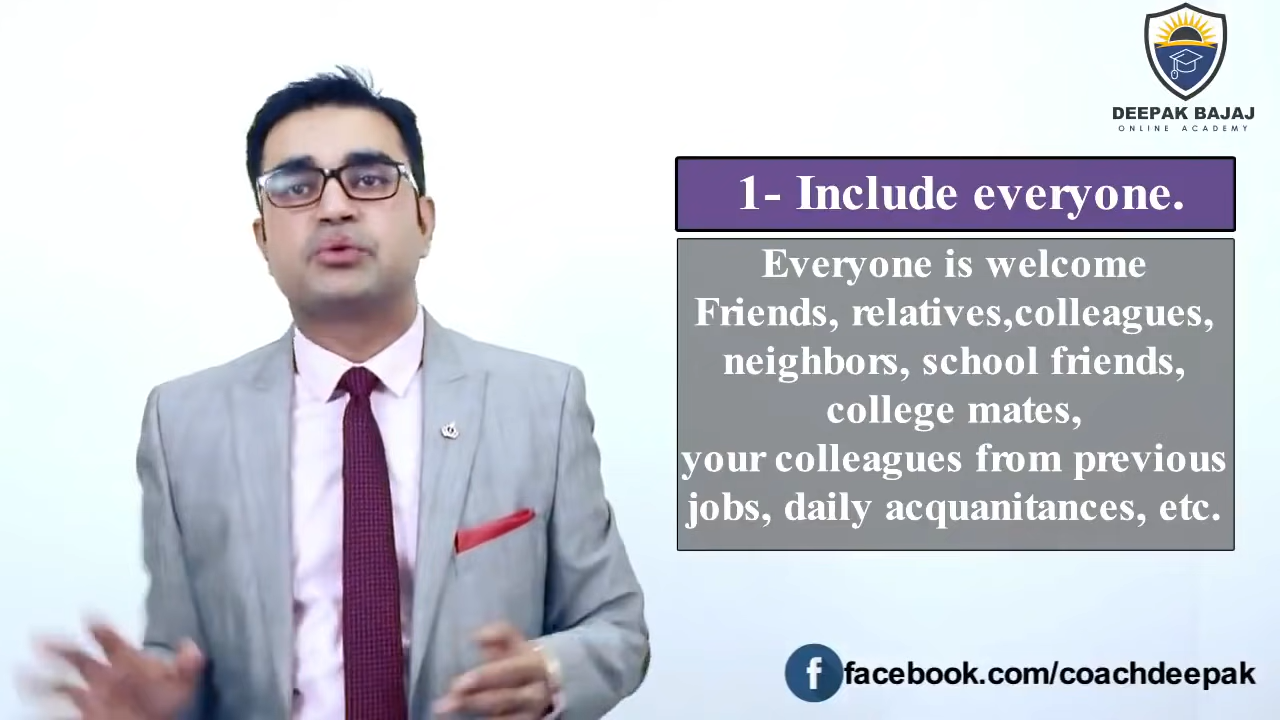 DEEPAK BAJAJ
ONLINE ACADEMY
1- Include everyone.
Everyone is welcome
Friends, relatives,colleagues,
neighbors, school friends,
college mates,
your colleagues from previous
jobs, daily acquanitances, etc.
f facebook.com/coachdeepak